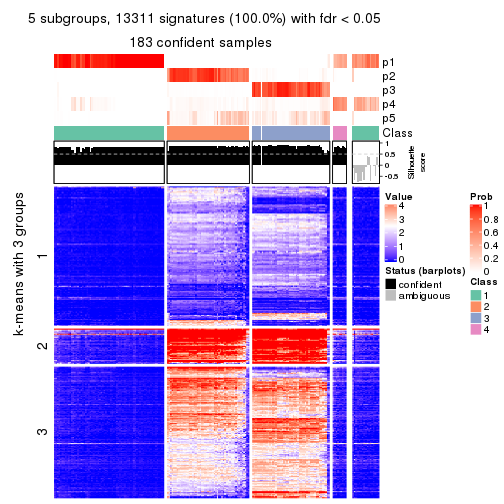 5 subgroups, 13311 signatures (100.0%) with fdr < 0.05
183 confident samples
p1
p2
p3
p4
p5
Class
1
0.5
0
-0.5
Silhouette
score
k-means with 3 groups
1
2
3
Value
4
3
2
1
0
Status (barplots)
confident
ambiguous
Prob
1
0.8
0.6
0.4
0.2
0
Class
1
2
3
4